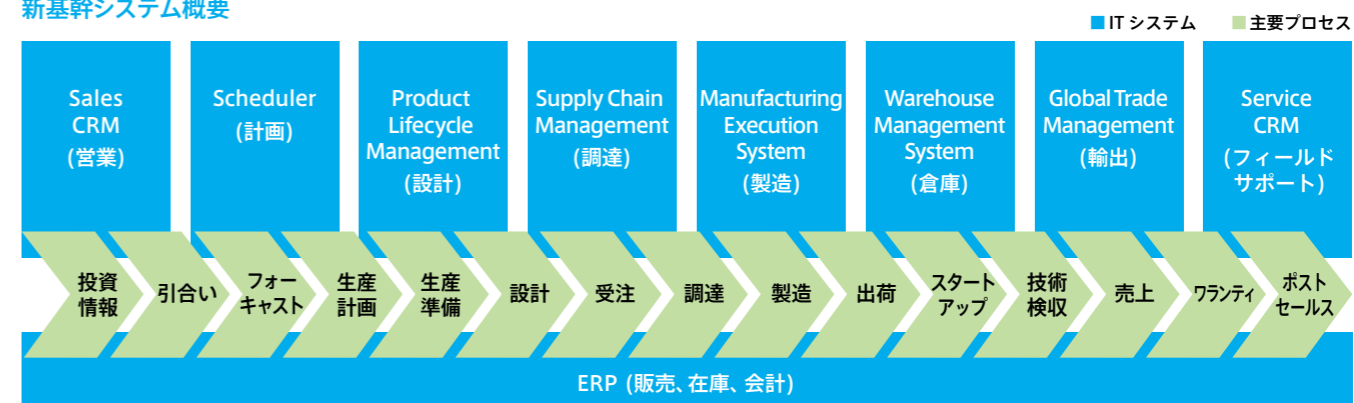 新基幹システム概要
■ IT システム ■ 主要プロセス
Sales
CRM
(営業)
Scheduler
(計画)
Product
Lifecycle
Management
(設計)
Supply Chain
Management
(調達)
Manufacturing
Execution
System
(製造)
Warehouse
Management
System
(倉庫)
Global Trade
Management
(輸出)
Service
CRM
(フィールド
サポート)
投資
情報
引合い
フォー
キャスト
生産
計画
生産
準備
設計
受注
調達
製造
出荷
スタート
アップ
技術
検収
売上
ワランティ
ポスト
セールス
ERP (販売、在庫、会計)